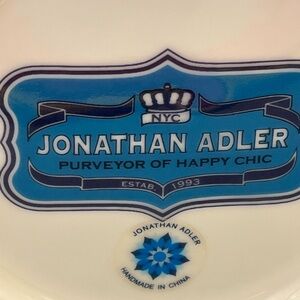 NYC
JONATHAN ADLER
PURVEYOR OF HAPPY CHIC
ESTAB. 1993
JONATHAN ADLER
HANDMADE IN CHINA